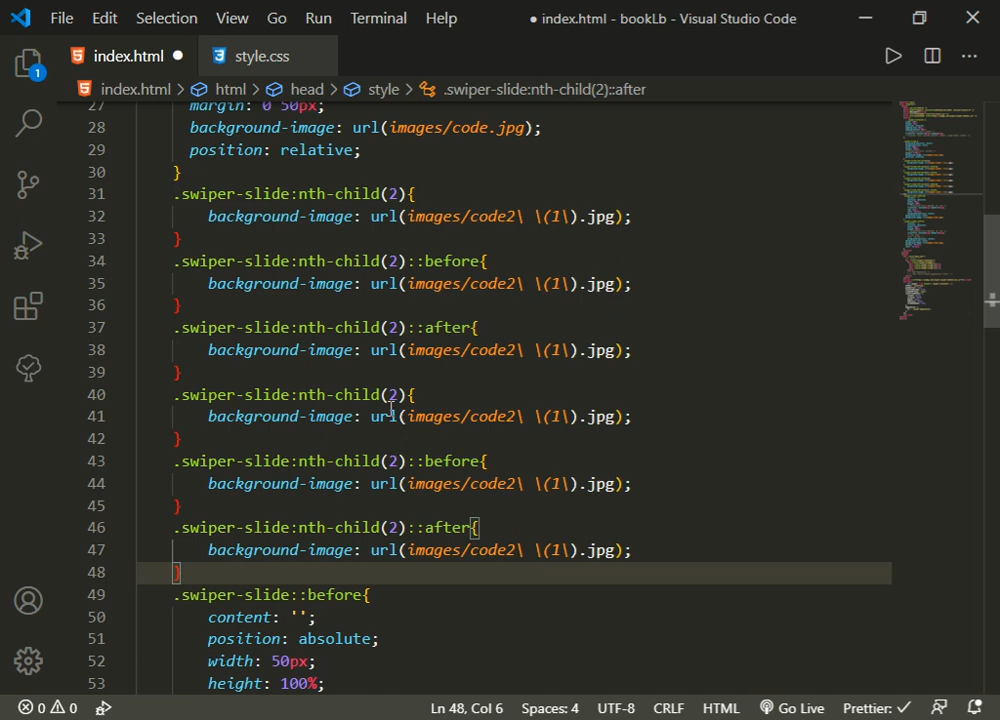 File Edit Selection View Go Run Terminal Help ● index.html - bookLb - Visual Studio Code
index.html ● style.css
index.html > html > head > style > .swiper-slide:nth-child(2)::after
27 margin: 0 50px;
28 background-image: url(images/code.jpg);
29 position: relative;
30 }
31 .swiper-slide:nth-child(2){
32 background-image: url(images/code2\ \(1\).jpg);
33 }
34 .swiper-slide:nth-child(2)::before{
35 background-image: url(images/code2\ \(1\).jpg);
36 }
37 .swiper-slide:nth-child(2)::after{
38 background-image: url(images/code2\ \(1\).jpg);
39 }
40 .swiper-slide:nth-child(2){
41 background-image: url(images/code2\ \(1\).jpg);
42 }
43 .swiper-slide:nth-child(2)::before{
44 background-image: url(images/code2\ \(1\).jpg);
45 }
46 .swiper-slide:nth-child(2)::after{
47 background-image: url(images/code2\ \(1\).jpg);
48 }
49 .swiper-slide::before{
50 content: '';
51 position: absolute;
52 width: 50px;
53 height: 100%;
1
0 0 Ln 48, Col 6 Spaces: 4 UTF-8 CRLF HTML Go Live Prettier: ✓